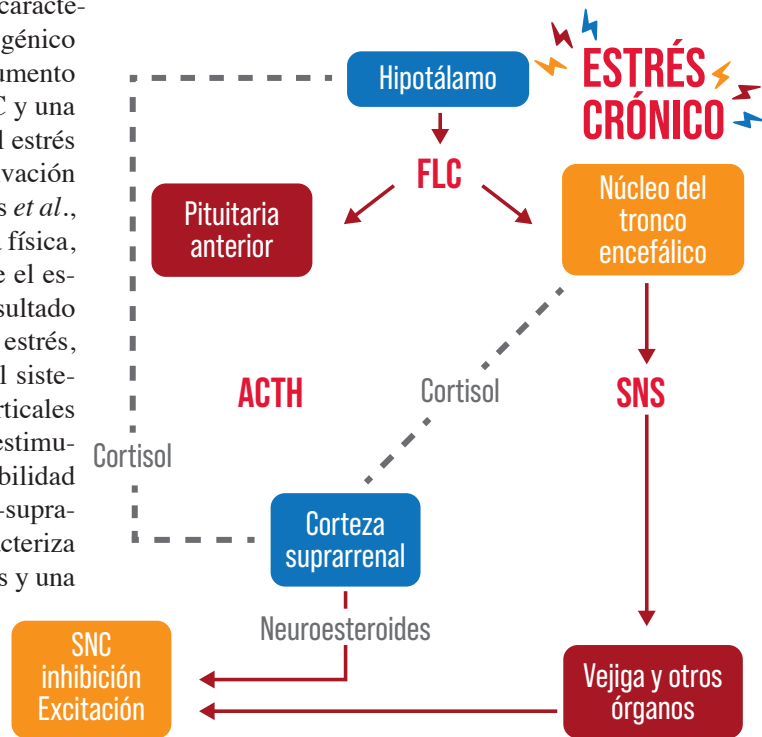 caracte-
génico
umento
C y una
l estrés
vación
s et al.,
a física,
e el es-
sultado
estrés,
l siste-
rticales
estimu-
bilidad
-supra-
acteriza
s y una
Hipotálamo
ESTRÉS
CRÓNICO
FLC
Pituitaria
anterior
Núcleo del
tronco
encefálico
ACTH
Cortisol
SNS
Cortisol
Corteza
suprarrenal
Neuroesteroides
SNC
inhibición
Excitación
Vejiga y otros
órganos